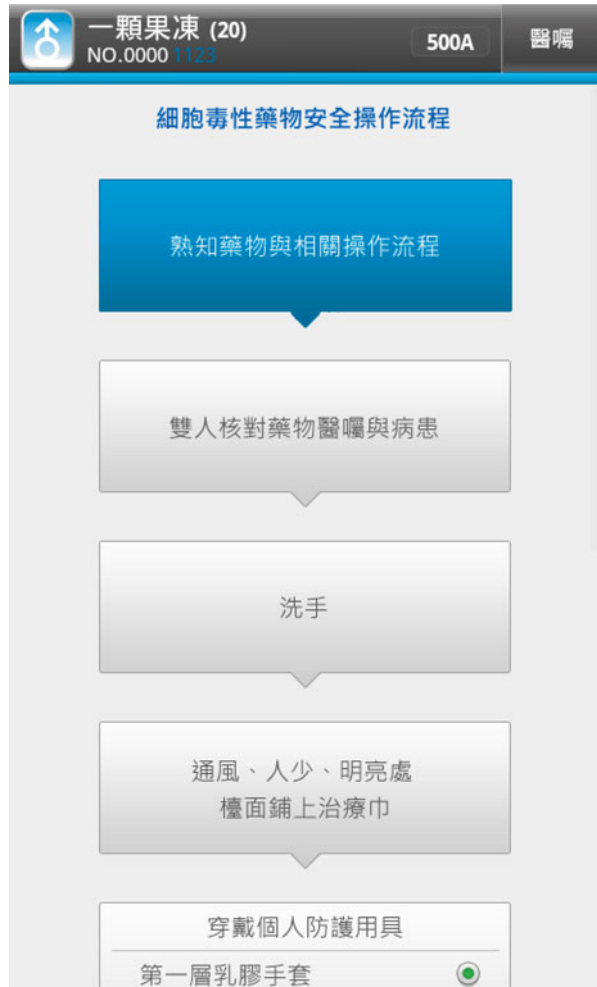 一顆果凍 (20)
NO.0000 1123
500A
醫囑
細胞毒性藥物安全操作流程
熟知藥物與相關操作流程
雙人核對藥物醫囑與病患
洗手
通風、人少、明亮處
檯面鋪上治療巾
穿戴個人防護用具
第一層乳膠手套